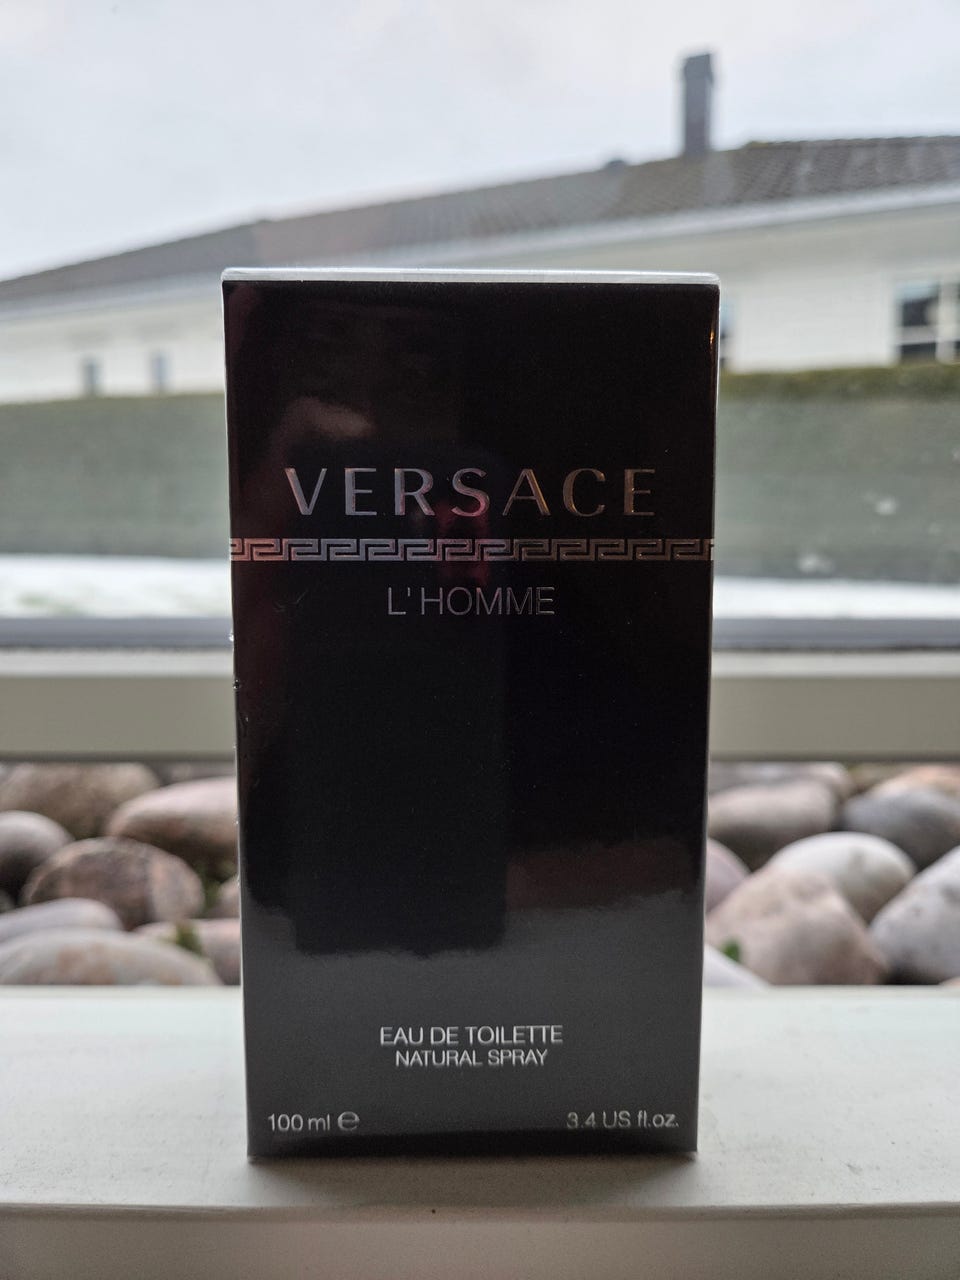 VERSACE
L'HOMME
EAU DE TOILETTE
NATURAL SPRAY
100 ml ℮ 3.4 US fl.oz.